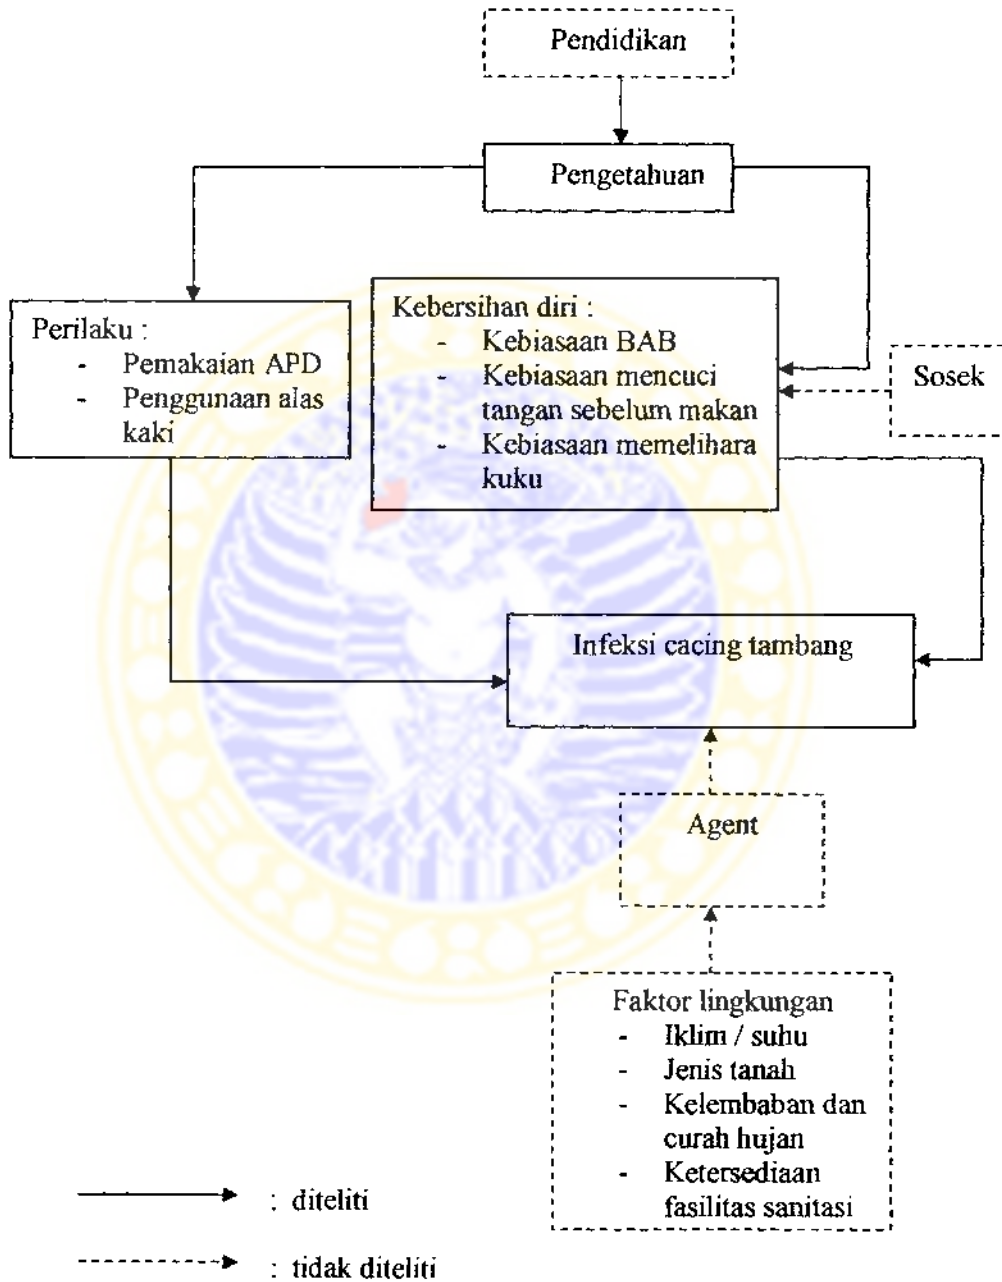 Pendidikan
Pengetahuan
Perilaku :
- Pemakaian APD
- Penggunaan alas
kaki
Kebersihan diri :
- Kebiasaan BAB
- Kebiasaan mencuci
tangan sebelum makan
- Kebiasaan memelihara
kuku
Sosek
Infeksi cacing tambang
Agent
Faktor lingkungan
- Iklim / suhu
- Jenis tanah
- Kelembaban dan
curah hujan
- Ketersediaan
fasilitas sanitasi
: diteliti
: tidak diteliti